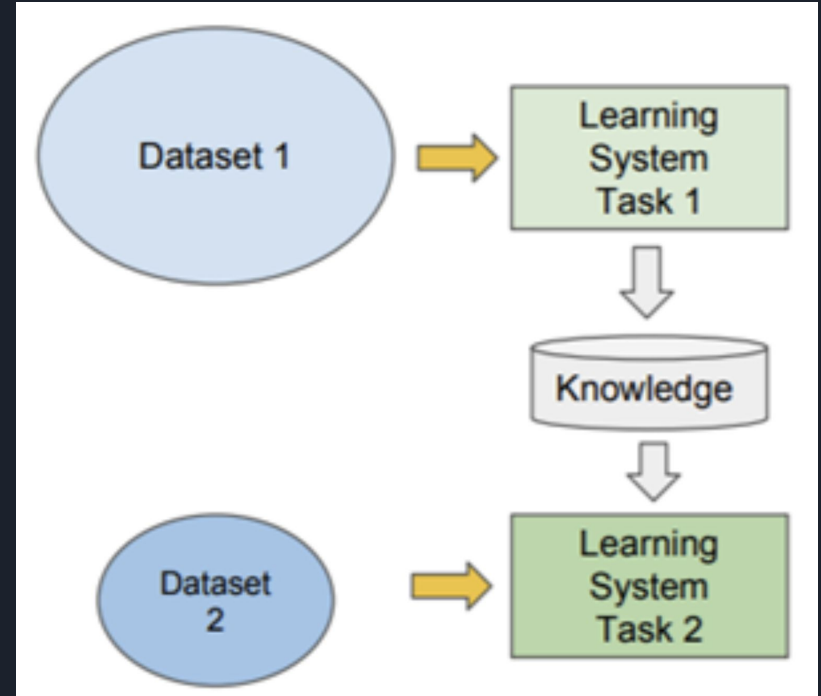 Dataset 1
Learning
System
Task 1
Knowledge
Dataset
2
Learning
System
Task 2